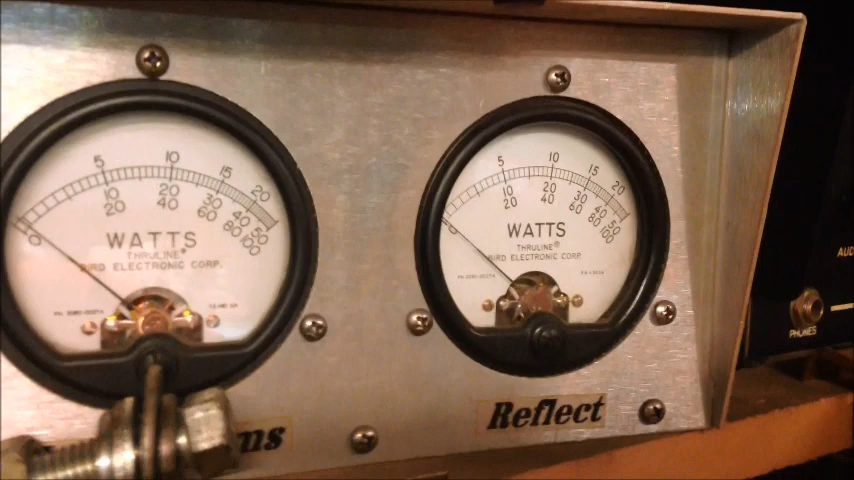 5 10 15 20
10 20 30 40 50
20 40 60 80 100
0
WATTS
THRULINE®
BIRD ELECTRONIC CORP.
5 10 15 20
10 20 30 40 50
20 40 60 80 100
0
WATTS
THRULINE®
BIRD ELECTRONIC CORP.
ms
Reflect
AUD
PHONES